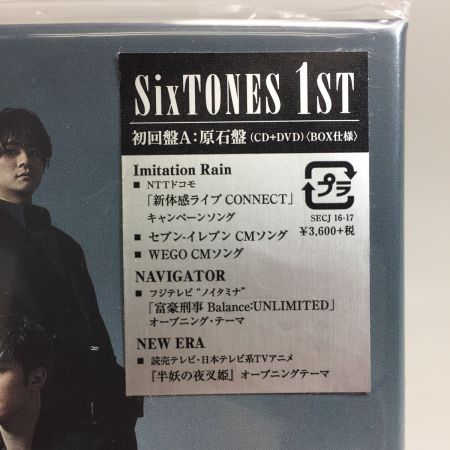 SixTONES 1ST
初回盤A:原石盤(CD+DVD)〈BOX仕様〉
Imitation Rain
■ NTTドコモ
「新体感ライブ CONNECT」
キャンペーンソング
■ セブン-イレブン CMソング
■ WEGO CMソング
プラ
SECJ 16-17
¥3,600+税
NAVIGATOR
■ フジテレビ"ノイタミナ"
「富豪刑事 Balance:UNLIMITED」
オープニング・テーマ
NEW ERA
■ 読売テレビ・日本テレビ系TVアニメ
『半妖の夜叉姫』オープニングテーマ